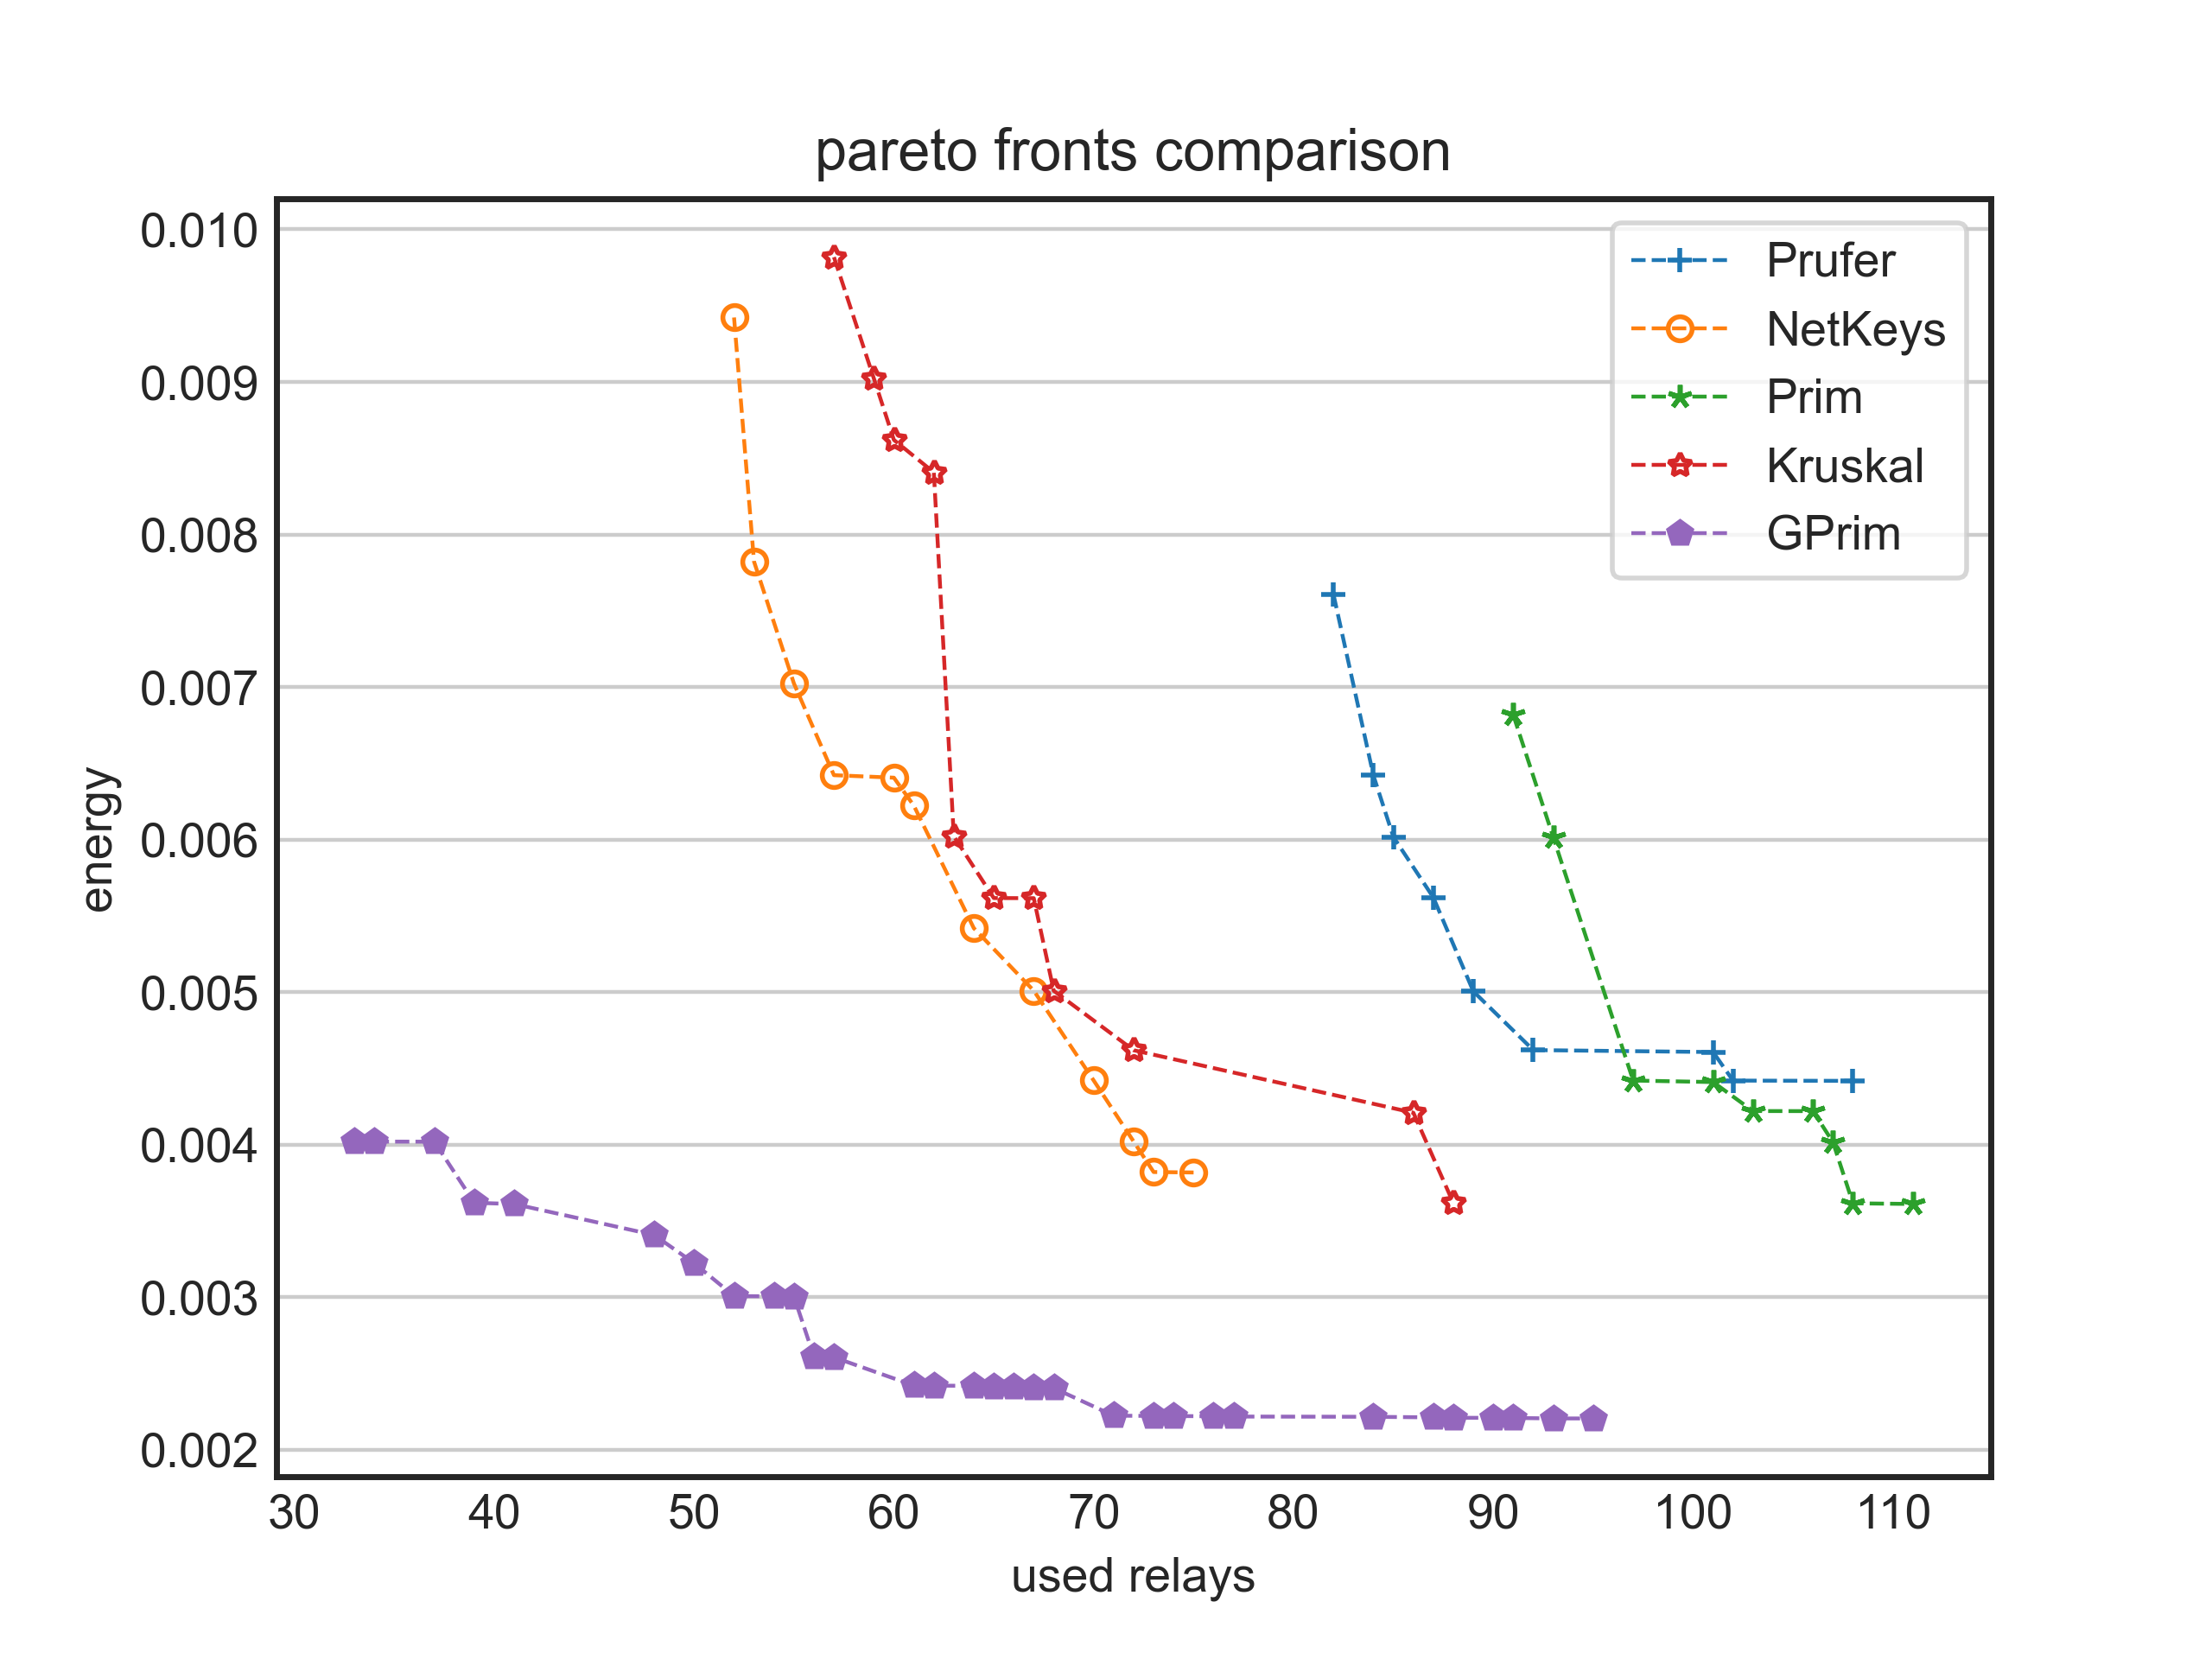 pareto fronts comparison
0.010
0.009
0.008
0.007
0.006
0.005
0.004
0.003
0.002
energy
Prufer
NetKeys
Prim
Kruskal
GPrim
30 40 50 60 70 80 90 100 110
used relays